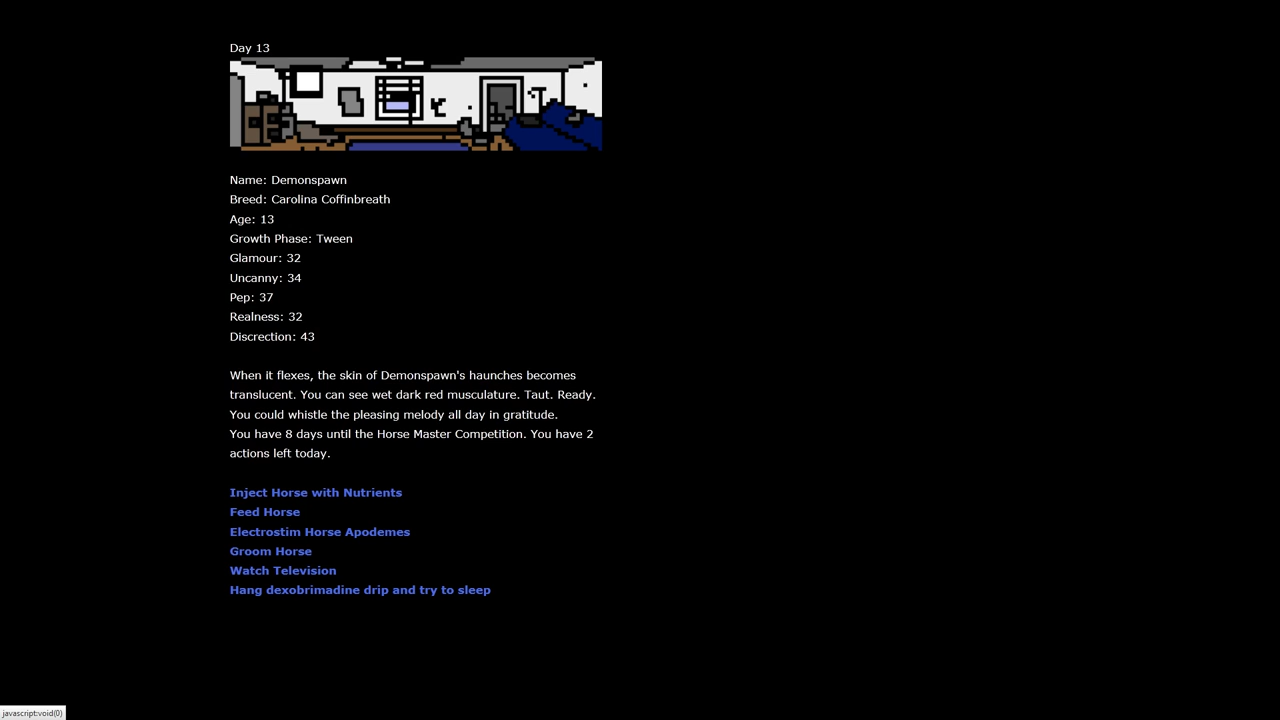 Day 13
Name: Demonspawn
Breed: Carolina Coffinbreath
Age: 13
Growth Phase: Tween
Glamour: 32
Uncanny: 34
Pep: 37
Realness: 32
Discrection: 43
When it flexes, the skin of Demonspawn's haunches becomes
translucent. You can see wet dark red musculature. Taut. Ready.
You could whistle the pleasing melody all day in gratitude.
You have 8 days until the Horse Master Competition. You have 2
actions left today.
Inject Horse with Nutrients
Feed Horse
Electrostim Horse Apodemes
Groom Horse
Watch Television
Hang dexobrimadine drip and try to sleep
javascript:void(0)